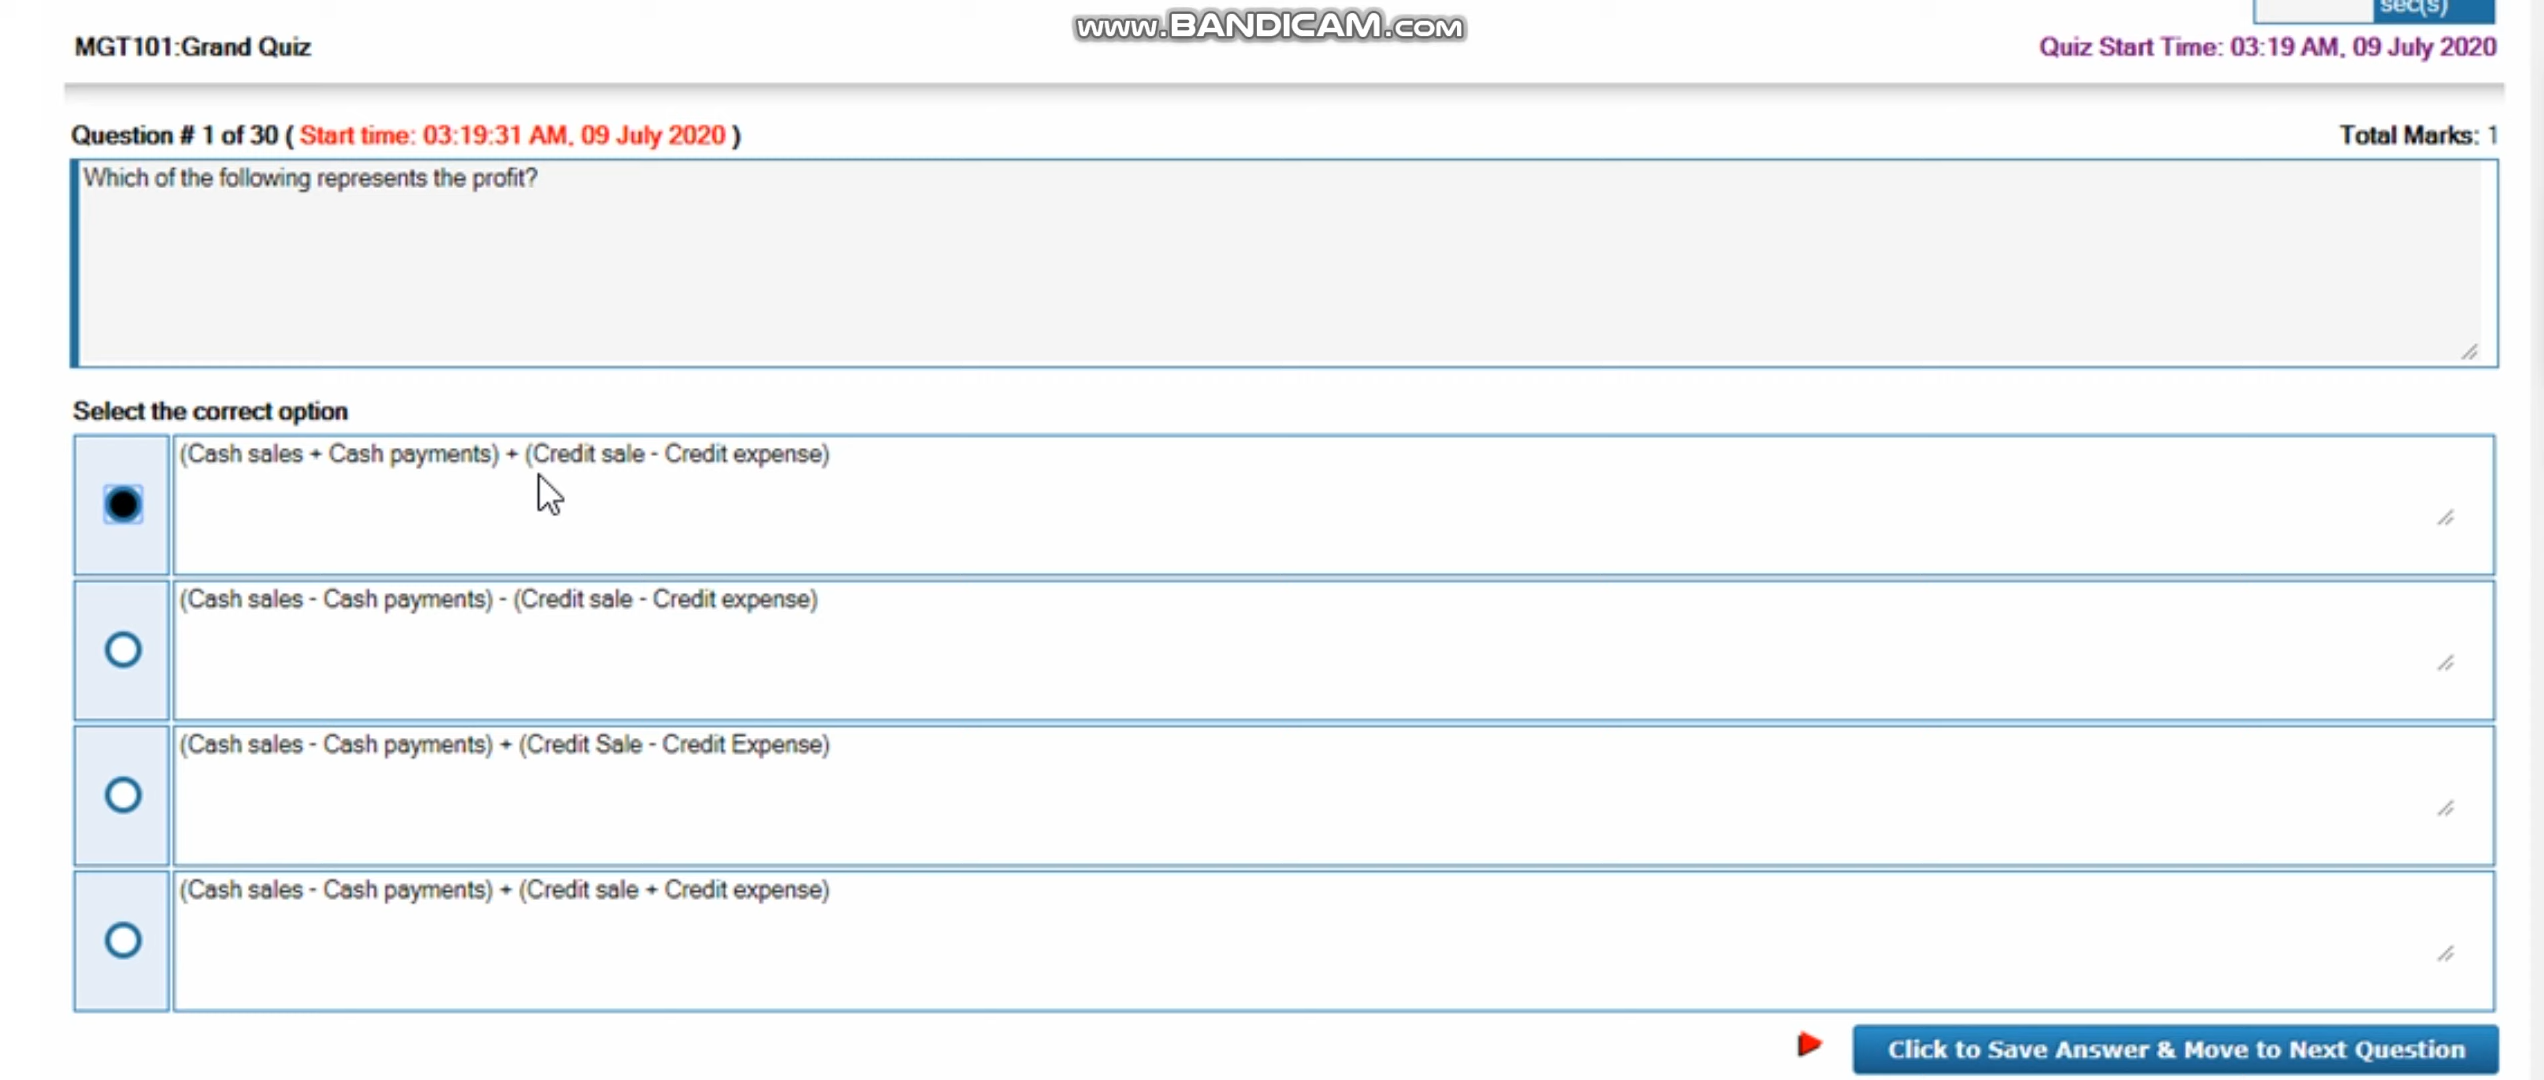 www.BANDICAM.com
sec(s)
MGT101:Grand Quiz
Quiz Start Time: 03:19 AM, 09 July 2020
Question # 1 of 30 ( Start time: 03:19:31 AM, 09 July 2020 )
Total Marks: 1
Which of the following represents the profit?
Select the correct option
(Cash sales + Cash payments) + (Credit sale - Credit expense)
(Cash sales - Cash payments) - (Credit sale - Credit expense)
(Cash sales - Cash payments) + (Credit Sale - Credit Expense)
(Cash sales - Cash payments) + (Credit sale + Credit expense)
Click to Save Answer & Move to Next Question